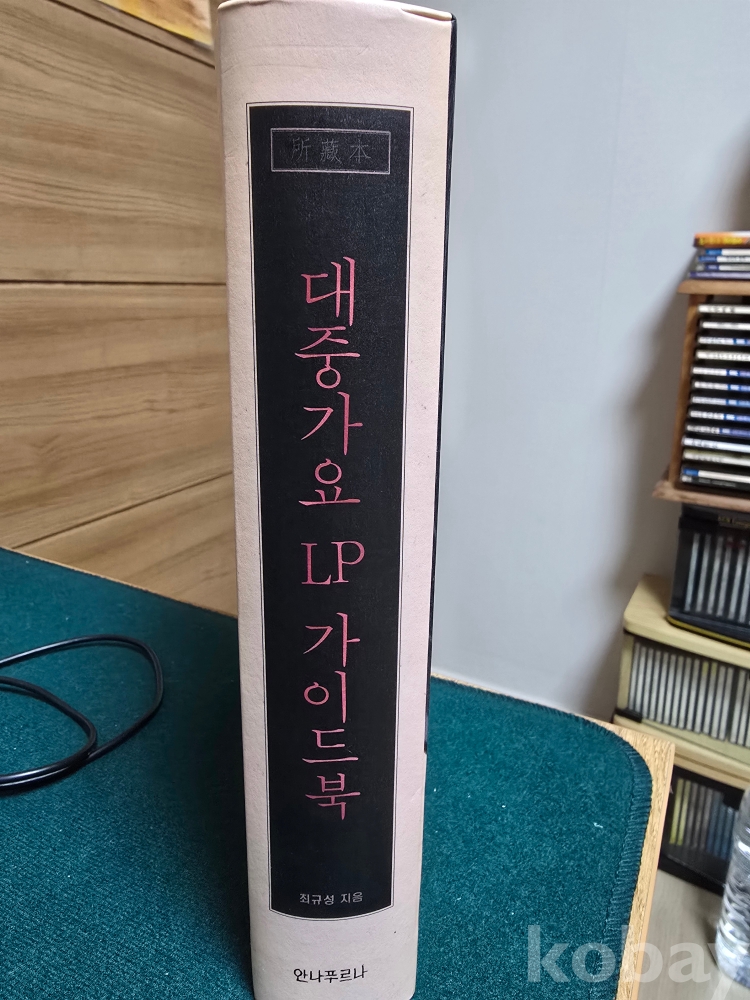 所藏本
대중가요 LP 가이드북
최규성 지음
안나푸르나
kobay